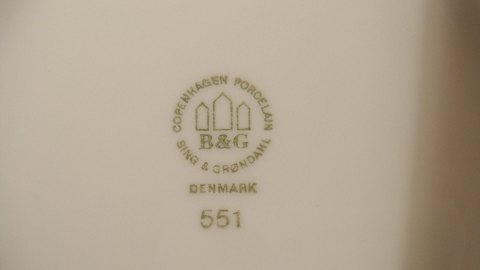 COPENHAGEN PORCELAIN
B&G
BING & GRØNDAHL
DENMARK
551